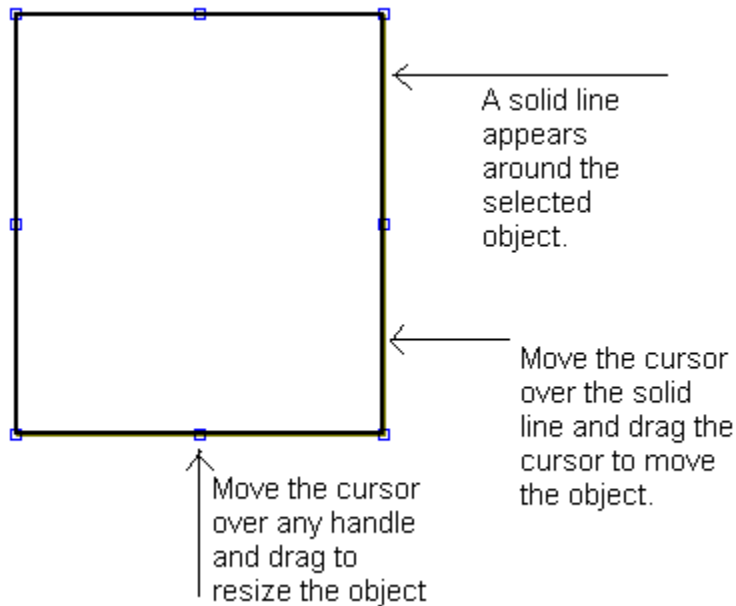 A solid line
appears
around the
selected
object.
Move the cursor
over the solid
line and drag the
cursor to move
the object.
Move the cursor
over any handle
and drag to
resize the object